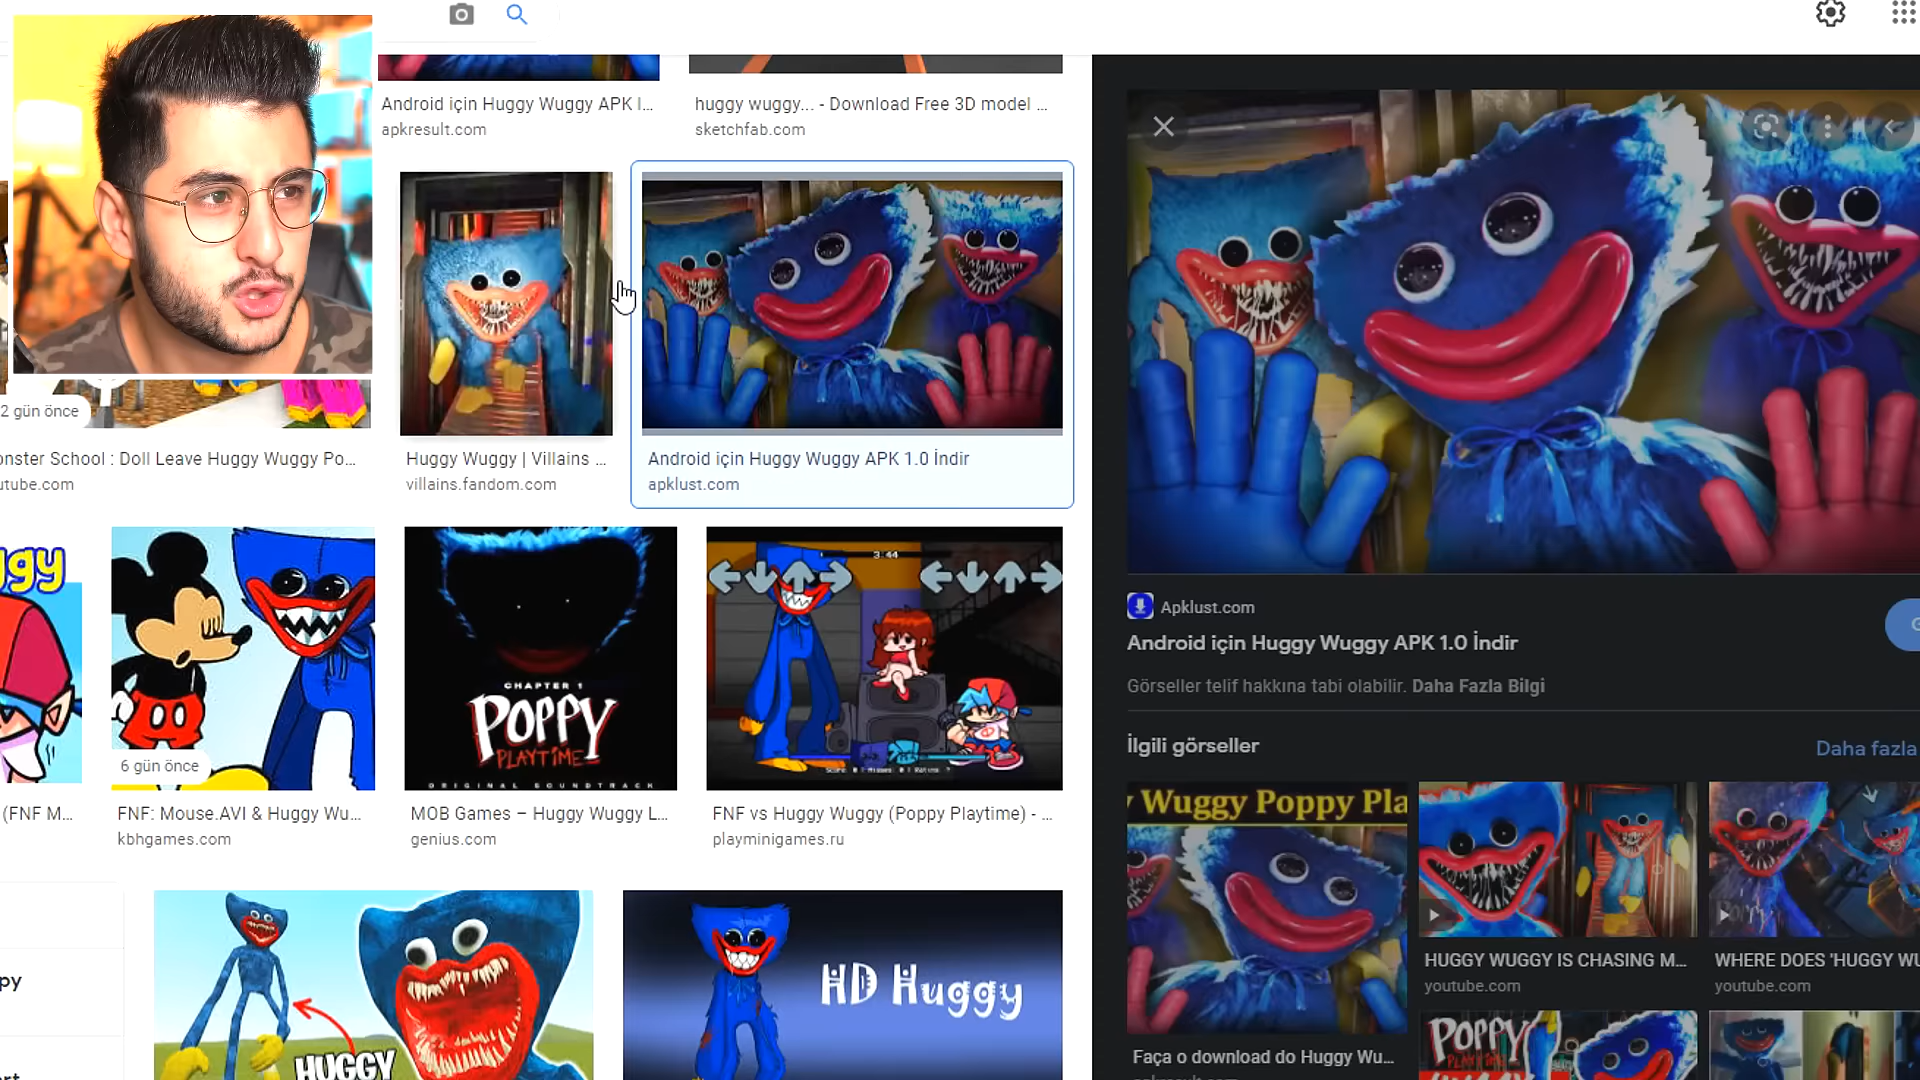 Android için Huggy Wuggy APK I...
apkresult.com
huggy wuggy... - Download Free 3D model ...
sketchfab.com
2 gün önce
onster School : Doll Leave Huggy Wuggy Po...
utube.com
Huggy Wuggy | Villains ...
villains.fandom.com
Android için Huggy Wuggy APK 1.0 İndir
apklust.com
Apklust.com
Android için Huggy Wuggy APK 1.0 İndir
Görseller telif hakkına tabi olabilir. Daha Fazla Bilgi
İlgili görseller
Daha fazla
ggy
6 gün önce
CHAPTER 1
POPPY
PLAYTIME
ORIGINAL SOUNDTRACK
3:44
(FNF M...
FNF: Mouse.AVI & Huggy Wu...
kbhgames.com
MOB Games – Huggy Wuggy L...
genius.com
FNF vs Huggy Wuggy (Poppy Playtime) - ...
playminigames.ru
y Wuggy Poppy Pla
HUGGY WUGGY IS CHASING M...
youtube.com
WHERE DOES 'HUGGY WU
youtube.com
py
HUGGY
HD Huggy
Faça o download do Huggy Wu...
POPPY